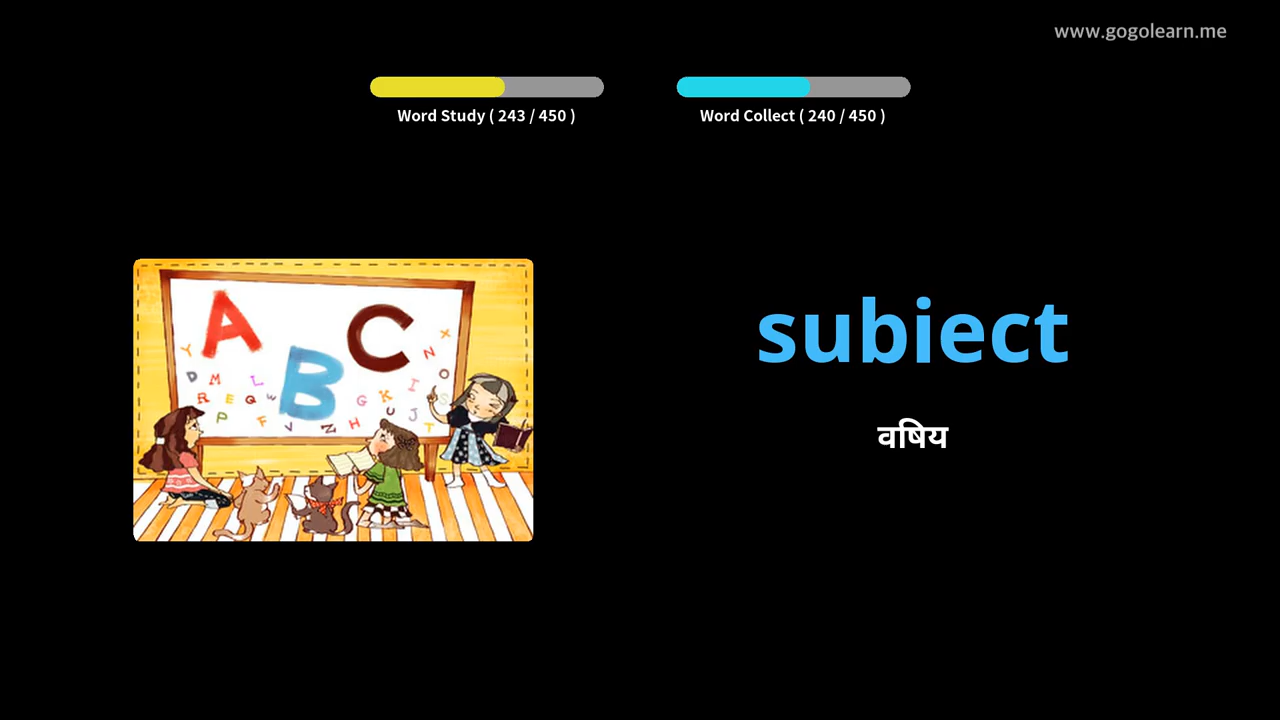 www.gogolearn.me
Word Study ( 243 / 450 )
Word Collect ( 240 / 450 )
A B C
X
Y N
D M L I O
R E Q W G K S
P F V Z H U J T
subiect
वषिय